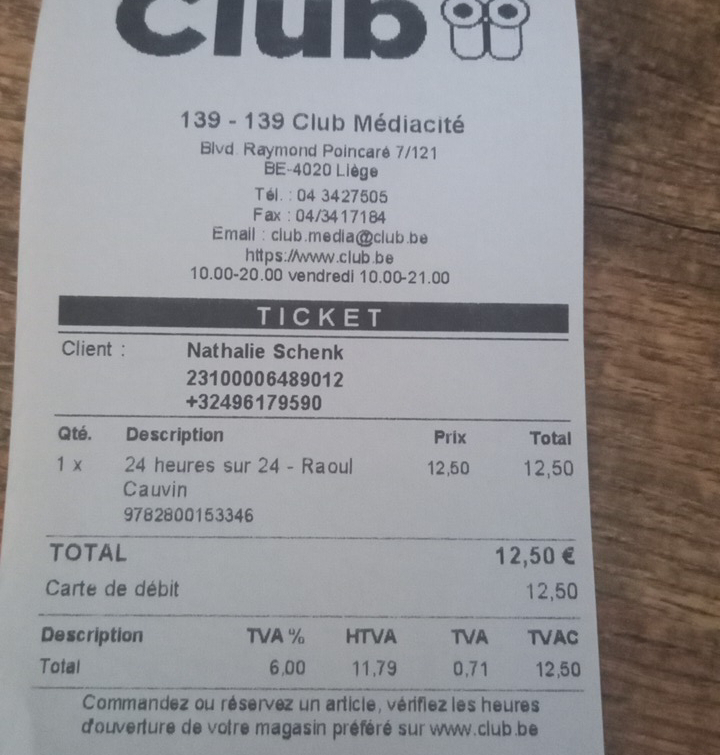 Club
139 - 139 Club Médiacité
Blvd. Raymond Poincaré 7/121
BE-4020 Liège
Tél. : 04 3427505
Fax : 04/3417184
Email : club.media@club.be
https://www.club.be
10.00-20.00 vendredi 10.00-21.00
TICKET
Client : Nathalie Schenk
23100006489012
+32496179590
Qté. Description Prix Total
1 x 24 heures sur 24 - Raoul 12,50 12,50
Cauvin
9782800153346
TOTAL 12,50 €
Carte de débit 12,50
Description TVA % HTVA TVA TVAC
Total 6,00 11,79 0,71 12,50
Commandez ou réservez un article, vérifiez les heures
d'ouverture de votre magasin préféré sur www.club.be